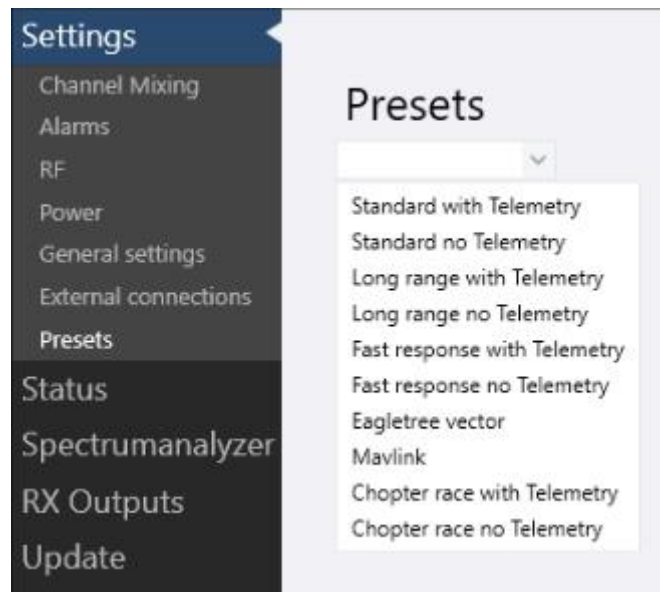 Settings
Channel Mixing
Alarms
RF
Power
General settings
External connections
Presets
Status
Spectrumanalyzer
RX Outputs
Update
Presets
Standard with Telemetry
Standard no Telemetry
Long range with Telemetry
Long range no Telemetry
Fast response with Telemetry
Fast response no Telemetry
Eagletree vector
Mavlink
Chopter race with Telemetry
Chopter race no Telemetry